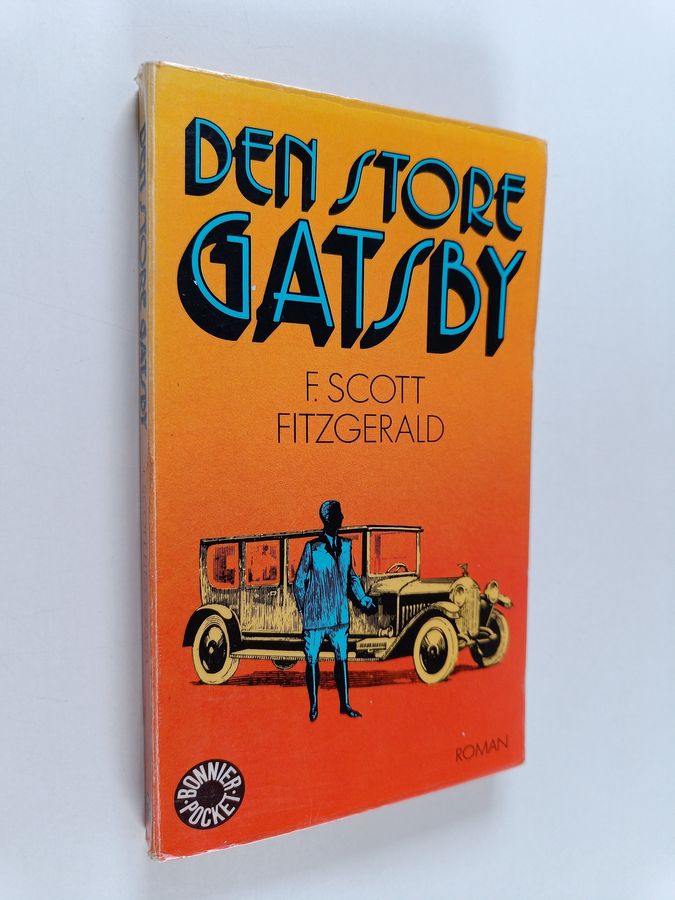 DEN STORE
GATSBY
F. SCOTT
FITZGERALD
ROMAN
BONNIER
POCKET
DEN STORE GATSBY